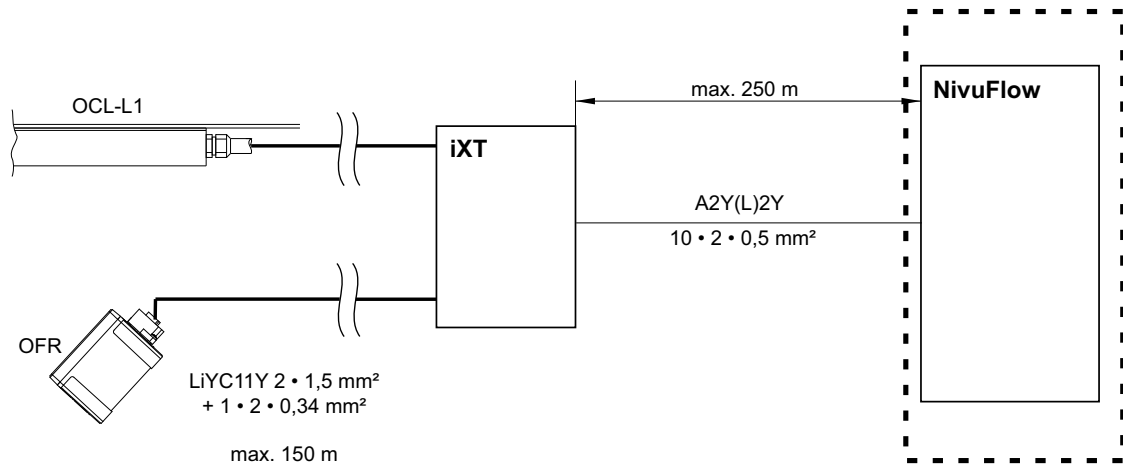 OCL-L1
max. 250 m
NivuFlow
iXT
A2Y(L)2Y
10 • 2 • 0,5 mm²
OFR
LiYC11Y 2 • 1,5 mm²
+ 1 • 2 • 0,34 mm²
max. 150 m